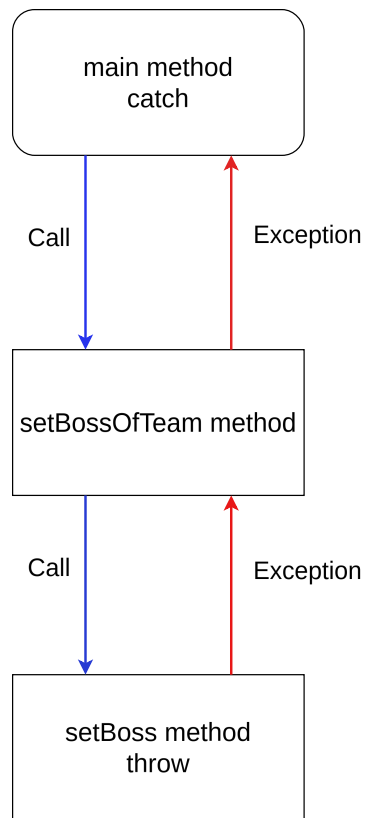 main method
catch
Call
Exception
setBossOfTeam method
Call
Exception
setBoss method
throw